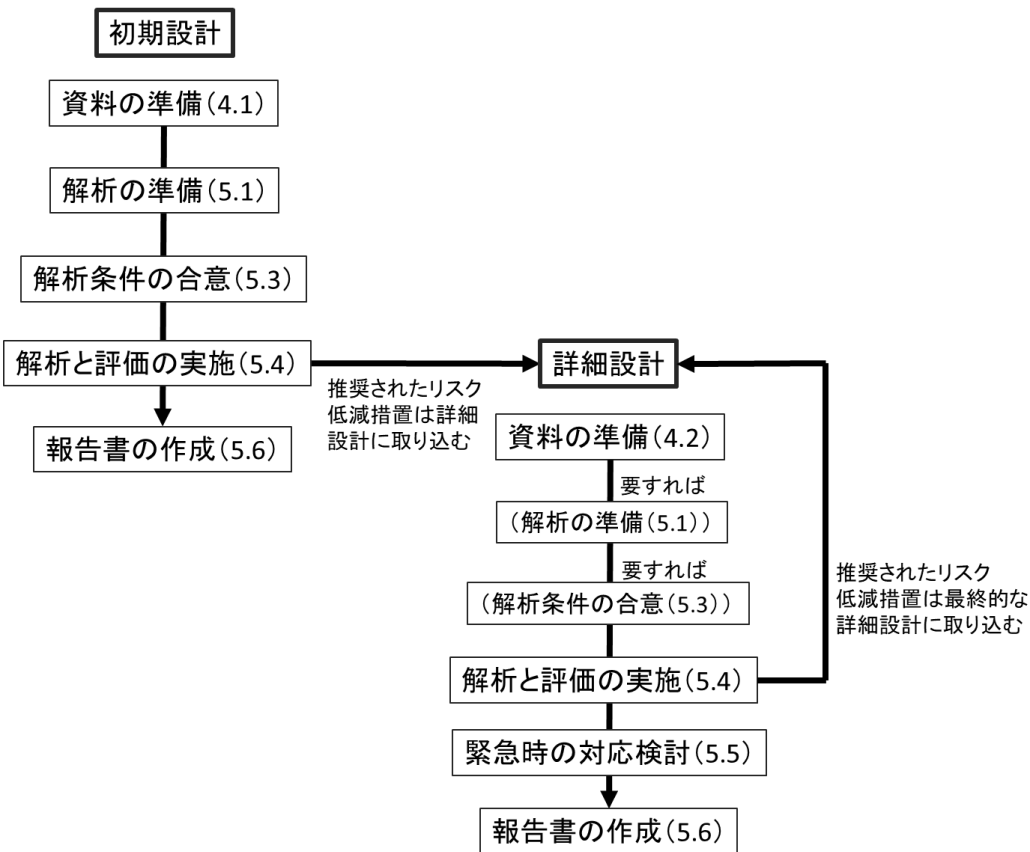 初期設計
資料の準備(4.1)
解析の準備(5.1)
解析条件の合意(5.3)
解析と評価の実施(5.4)
報告書の作成(5.6)
推奨されたリスク
低減措置は詳細
設計に取り込む
詳細設計
資料の準備(4.2)
要すれば
(解析の準備(5.1))
要すれば
(解析条件の合意(5.3))
解析と評価の実施(5.4)
緊急時の対応検討(5.5)
報告書の作成(5.6)
推奨されたリスク
低減措置は最終的な
詳細設計に取り込む